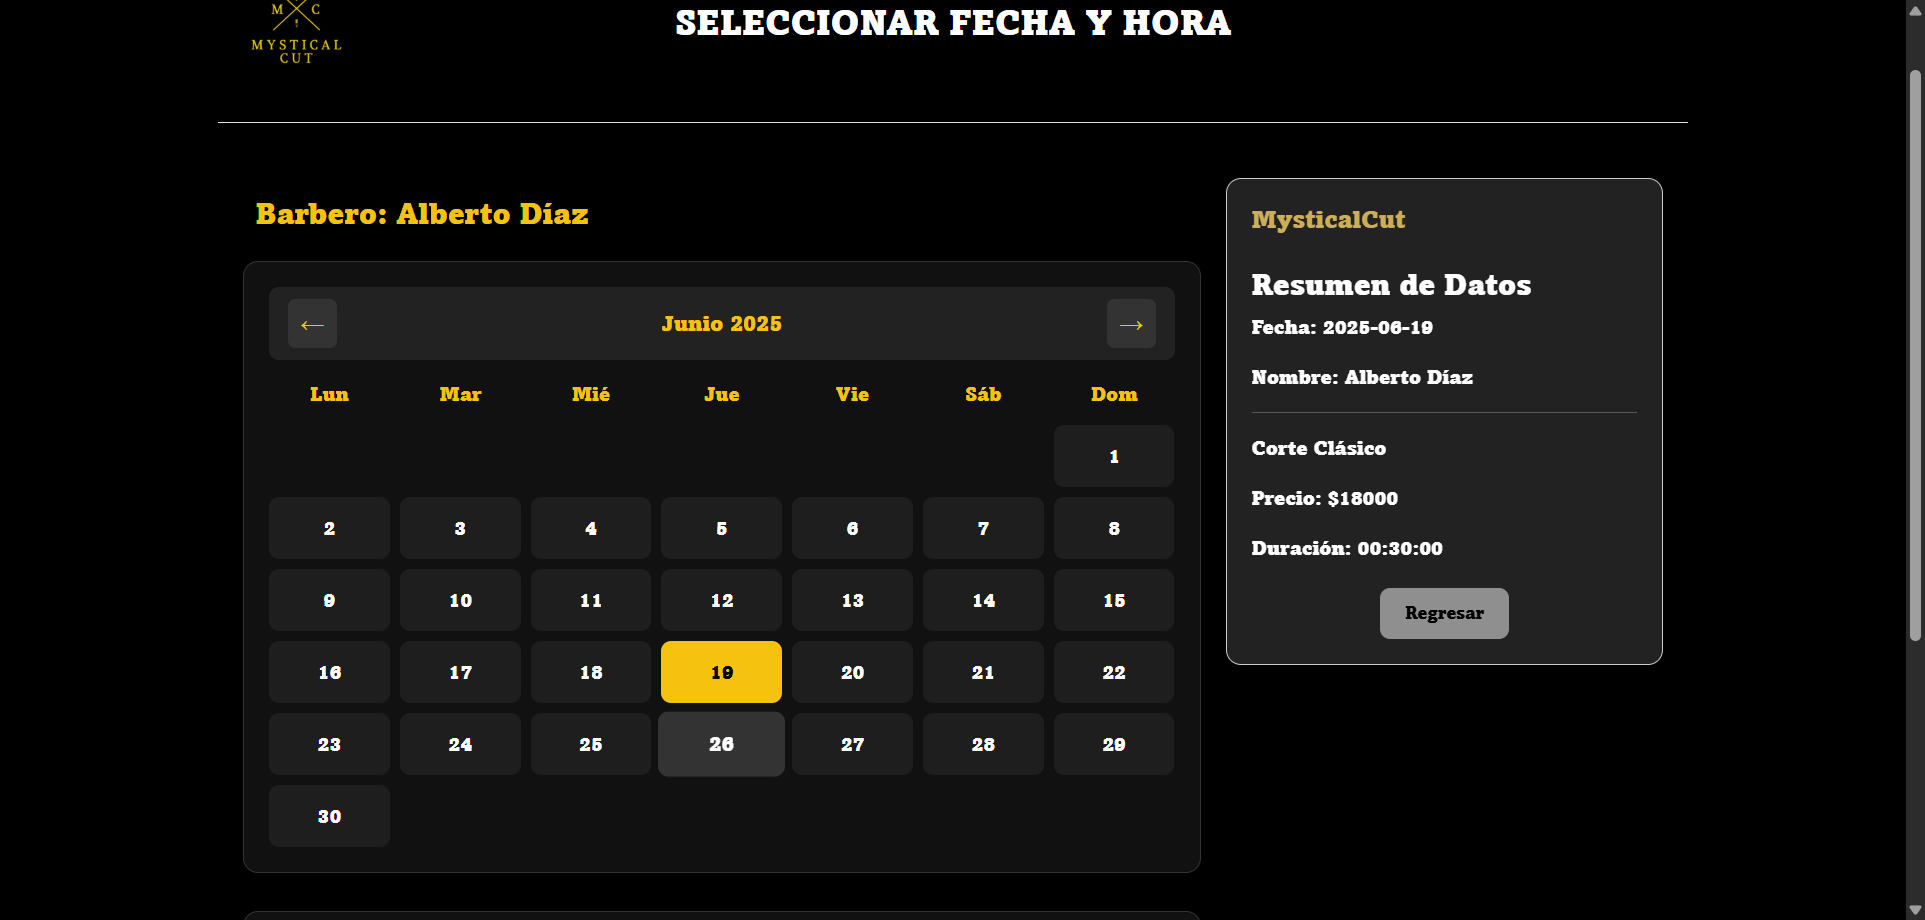 M C
MYSTICAL
CUT
SELECCIONAR FECHA Y HORA
Barbero: Alberto Díaz
←
Junio 2025
→
Lun Mar Mié Jue Vie Sáb Dom
1
2 3 4 5 6 7 8
9 10 11 12 13 14 15
16 17 18 19 20 21 22
23 24 25 26 27 28 29
30
MysticalCut
Resumen de Datos
Fecha: 2025-06-19
Nombre: Alberto Díaz
Corte Clásico
Precio: $18000
Duración: 00:30:00
Regresar